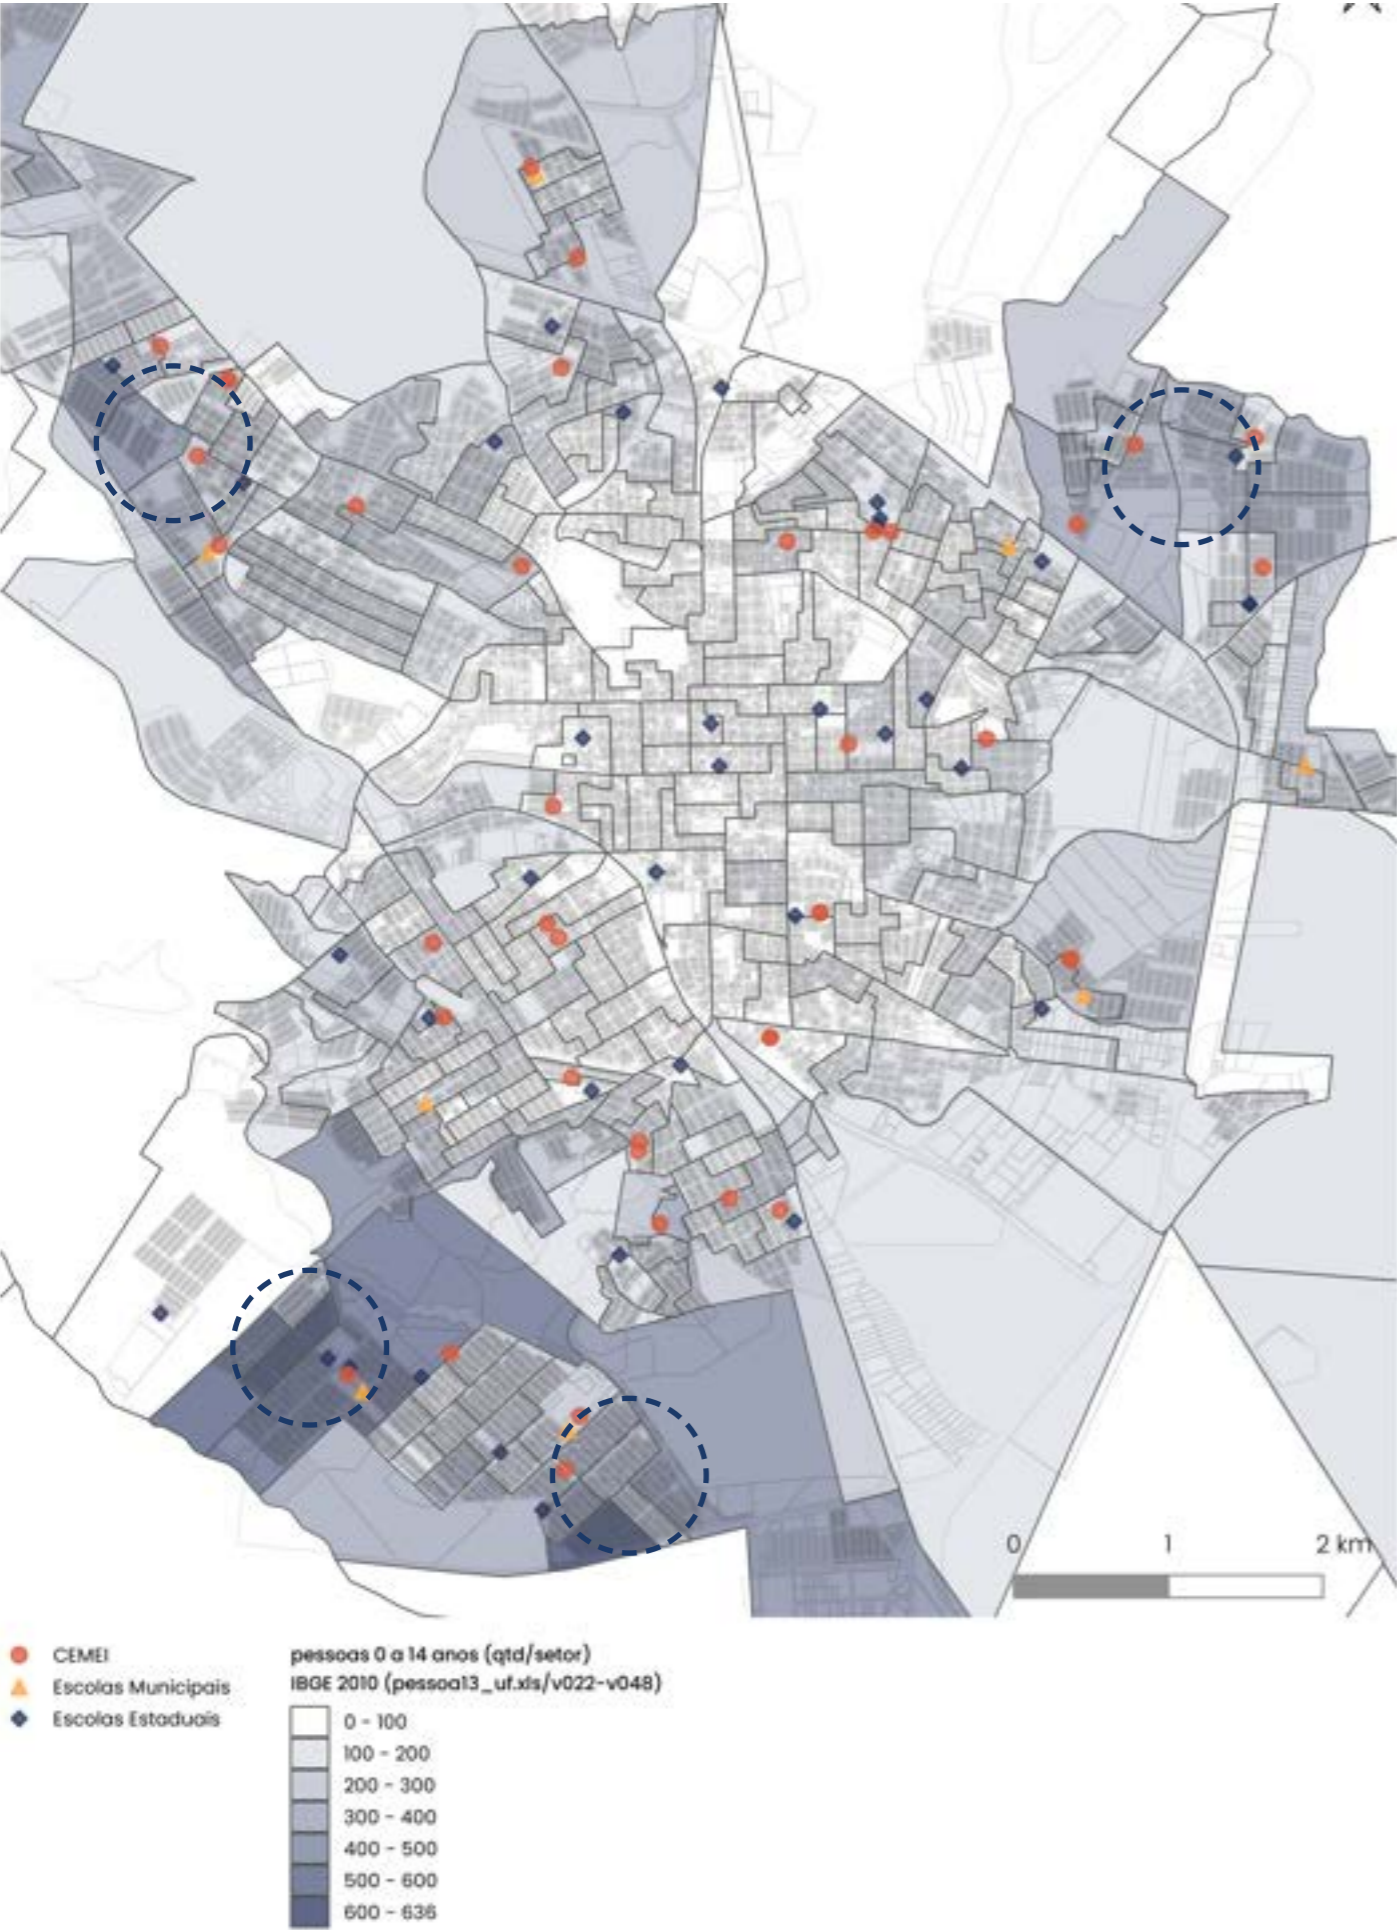 0 1 2 km
CEMEI
Escolas Municipais
Escolas Estaduais
pessoas 0 a 14 anos (qtd/setor)
IBGE 2010 (pessoa13_uf.xls/v022-v048)
0 - 100
100 - 200
200 - 300
300 - 400
400 - 500
500 - 600
600 - 636